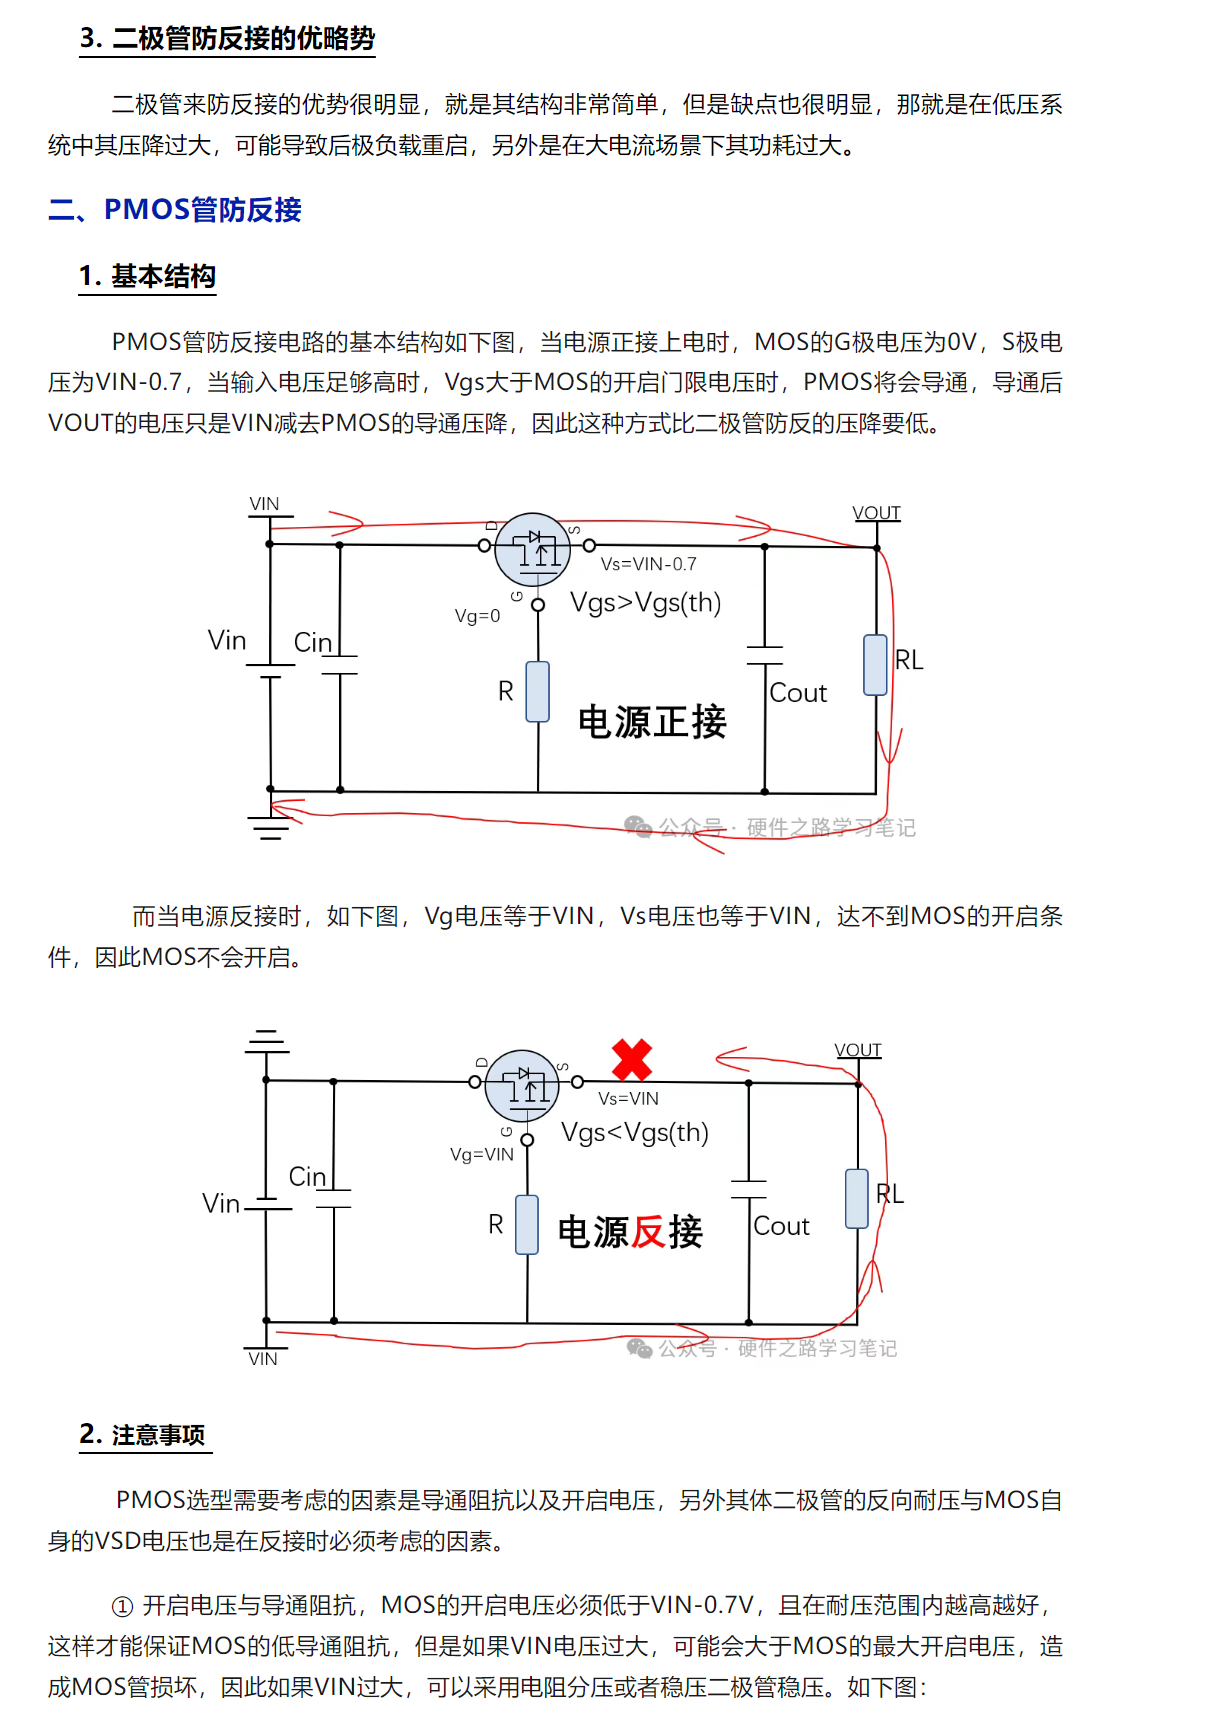 3. 二极管防反接的优略势
二极管来防反接的优势很明显，就是其结构非常简单，但是缺点也很明显，那就是在低压系
统中其压降过大，可能导致后极负载重启，另外是在大电流场景下其功耗过大。
二、PMOS管防反接
1. 基本结构
PMOS管防反接电路的基本结构如下图，当电源正接上电时，MOS的G极电压为0V，S极电
压为VIN-0.7，当输入电压足够高时，Vgs大于MOS的开启门限电压时，PMOS将会导通，导通后
VOUT的电压只是VIN减去PMOS的导通压降，因此这种方式比二极管防反的压降要低。
VIN
VOUT
D
S
Vs=VIN-0.7
G
Vgs>Vgs(th)
Vg=0
Vin
Cin
RL
R
Cout
电源正接
公众号 · 硬件之路学习笔记
而当电源反接时，如下图，Vg电压等于VIN，Vs电压也等于VIN，达不到MOS的开启条
件，因此MOS不会开启。
VOUT
D
S
Vs=VIN
G
Vgs<Vgs(th)
Vg=VIN
Cin
Vin
RL
R
电源反接
Cout
公众号 · 硬件之路学习笔记
VIN
2. 注意事项
PMOS选型需要考虑的因素是导通阻抗以及开启电压，另外其体二极管的反向耐压与MOS自
身的VSD电压也是在反接时必须考虑的因素。
① 开启电压与导通阻抗，MOS的开启电压必须低于VIN-0.7V，且在耐压范围内越高越好，
这样才能保证MOS的低导通阻抗，但是如果VIN电压过大，可能会大于MOS的最大开启电压，造
成MOS管损坏，因此如果VIN过大，可以采用电阻分压或者稳压二极管稳压。如下图：